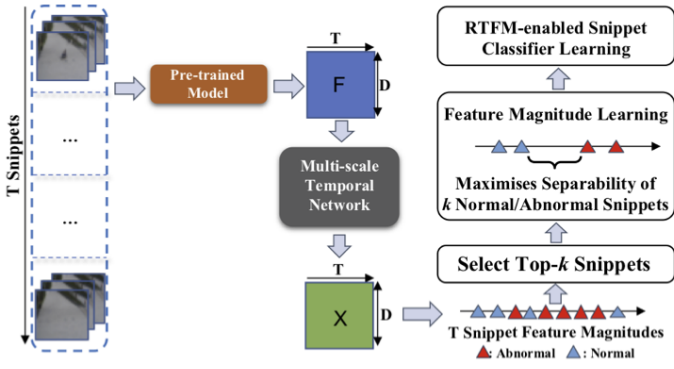 T Snippets
...
...
Pre-trained
Model
T
F
D
Multi-scale
Temporal
Network
T
X
D
RTFM-enabled Snippet
Classifier Learning
Feature Magnitude Learning
Maximises Separability of
k Normal/Abnormal Snippets
Select Top-k Snippets
T Snippet Feature Magnitudes
: Abnormal : Normal